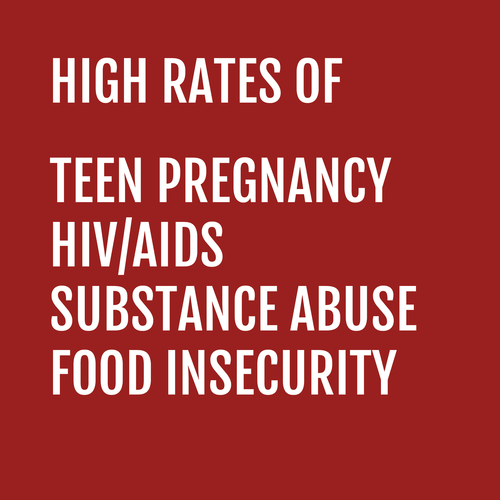 HIGH RATES OF
TEEN PREGNANCY
HIV/AIDS
SUBSTANCE ABUSE
FOOD INSECURITY